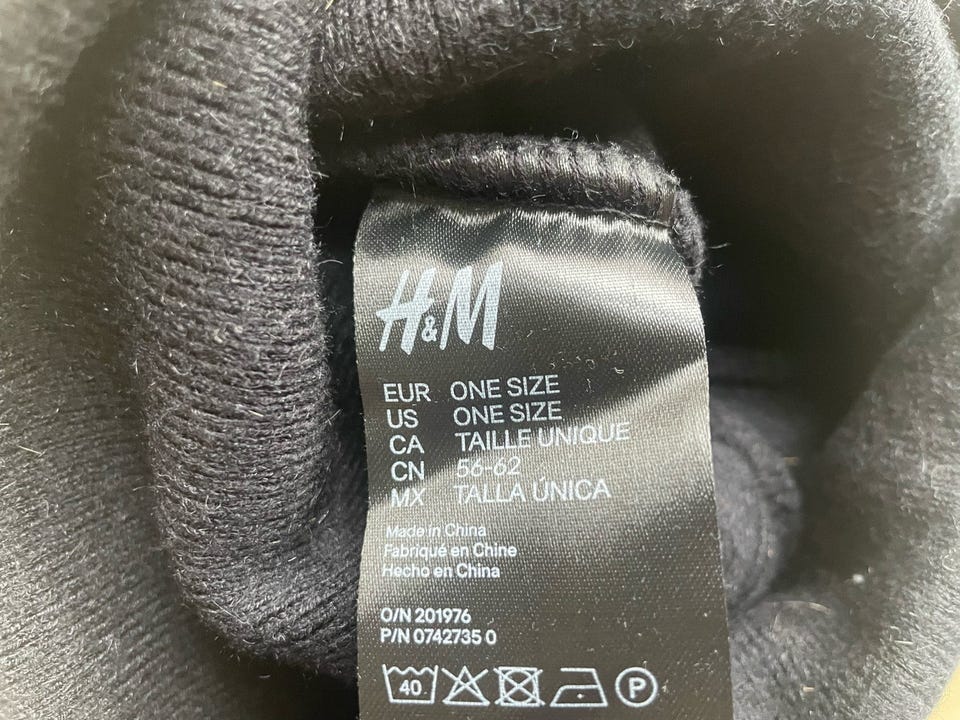 H&M
EUR ONE SIZE
US ONE SIZE
CA TAILLE UNIQUE
CN 56-62
MX TALLA ÚNICA
Made in China
Fabriqué en Chine
Hecho en China
O/N 201976
P/N 0742735 0
40 P